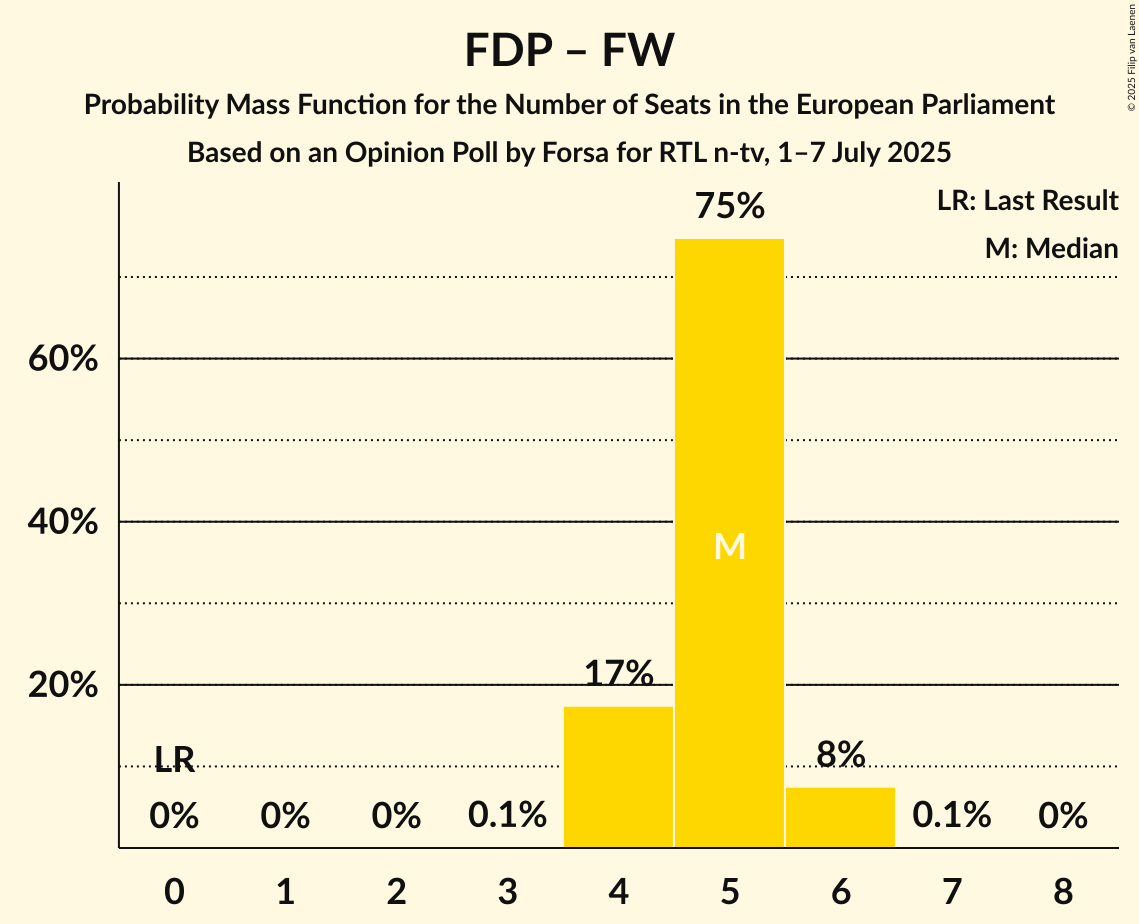 FDP – FW
Probability Mass Function for the Number of Seats in the European Parliament
Based on an Opinion Poll by Forsa for RTL n-tv, 1–7 July 2025
© 2025 Filip van Laenen
LR: Last Result
M: Median
75%
60%
40%
M
20%
17%
LR
8%
0%
0%
0%
0.1%
0.1%
0%
0
1
2
3
4
5
6
7
8